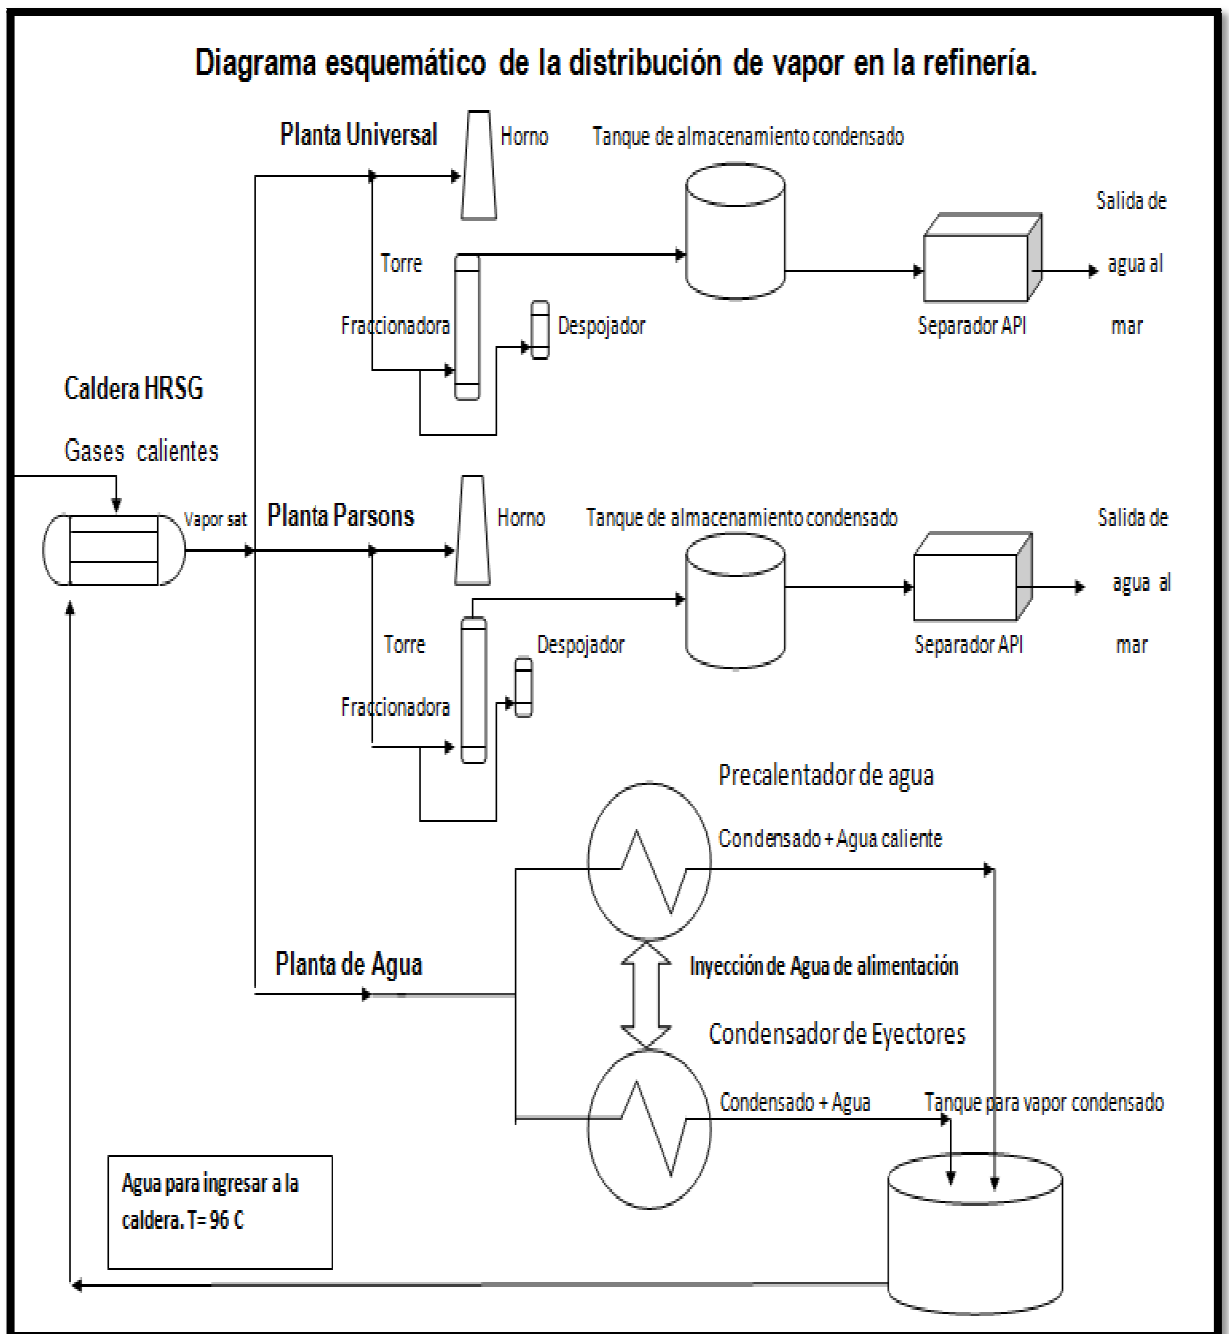 Diagrama esquemático de la distribución de vapor en la refinería.
Planta Universal
Horno
Tanque de almacenamiento condensado
Salida de
agua al
mar
Torre
Fraccionadora
Despojador
Separador API
Caldera HRSG
Gases calientes
Vapor sat
Planta Parsons
Horno
Tanque de almacenamiento condensado
Salida de
agua al
mar
Torre
Fraccionadora
Despojador
Separador API
Precalentador de agua
Condensado + Agua caliente
Planta de Agua
Inyección de Agua de alimentación
Condensador de Eyectores
Condensado + Agua
Tanque para vapor condensado
Agua para ingresar a la
caldera. T= 96 C